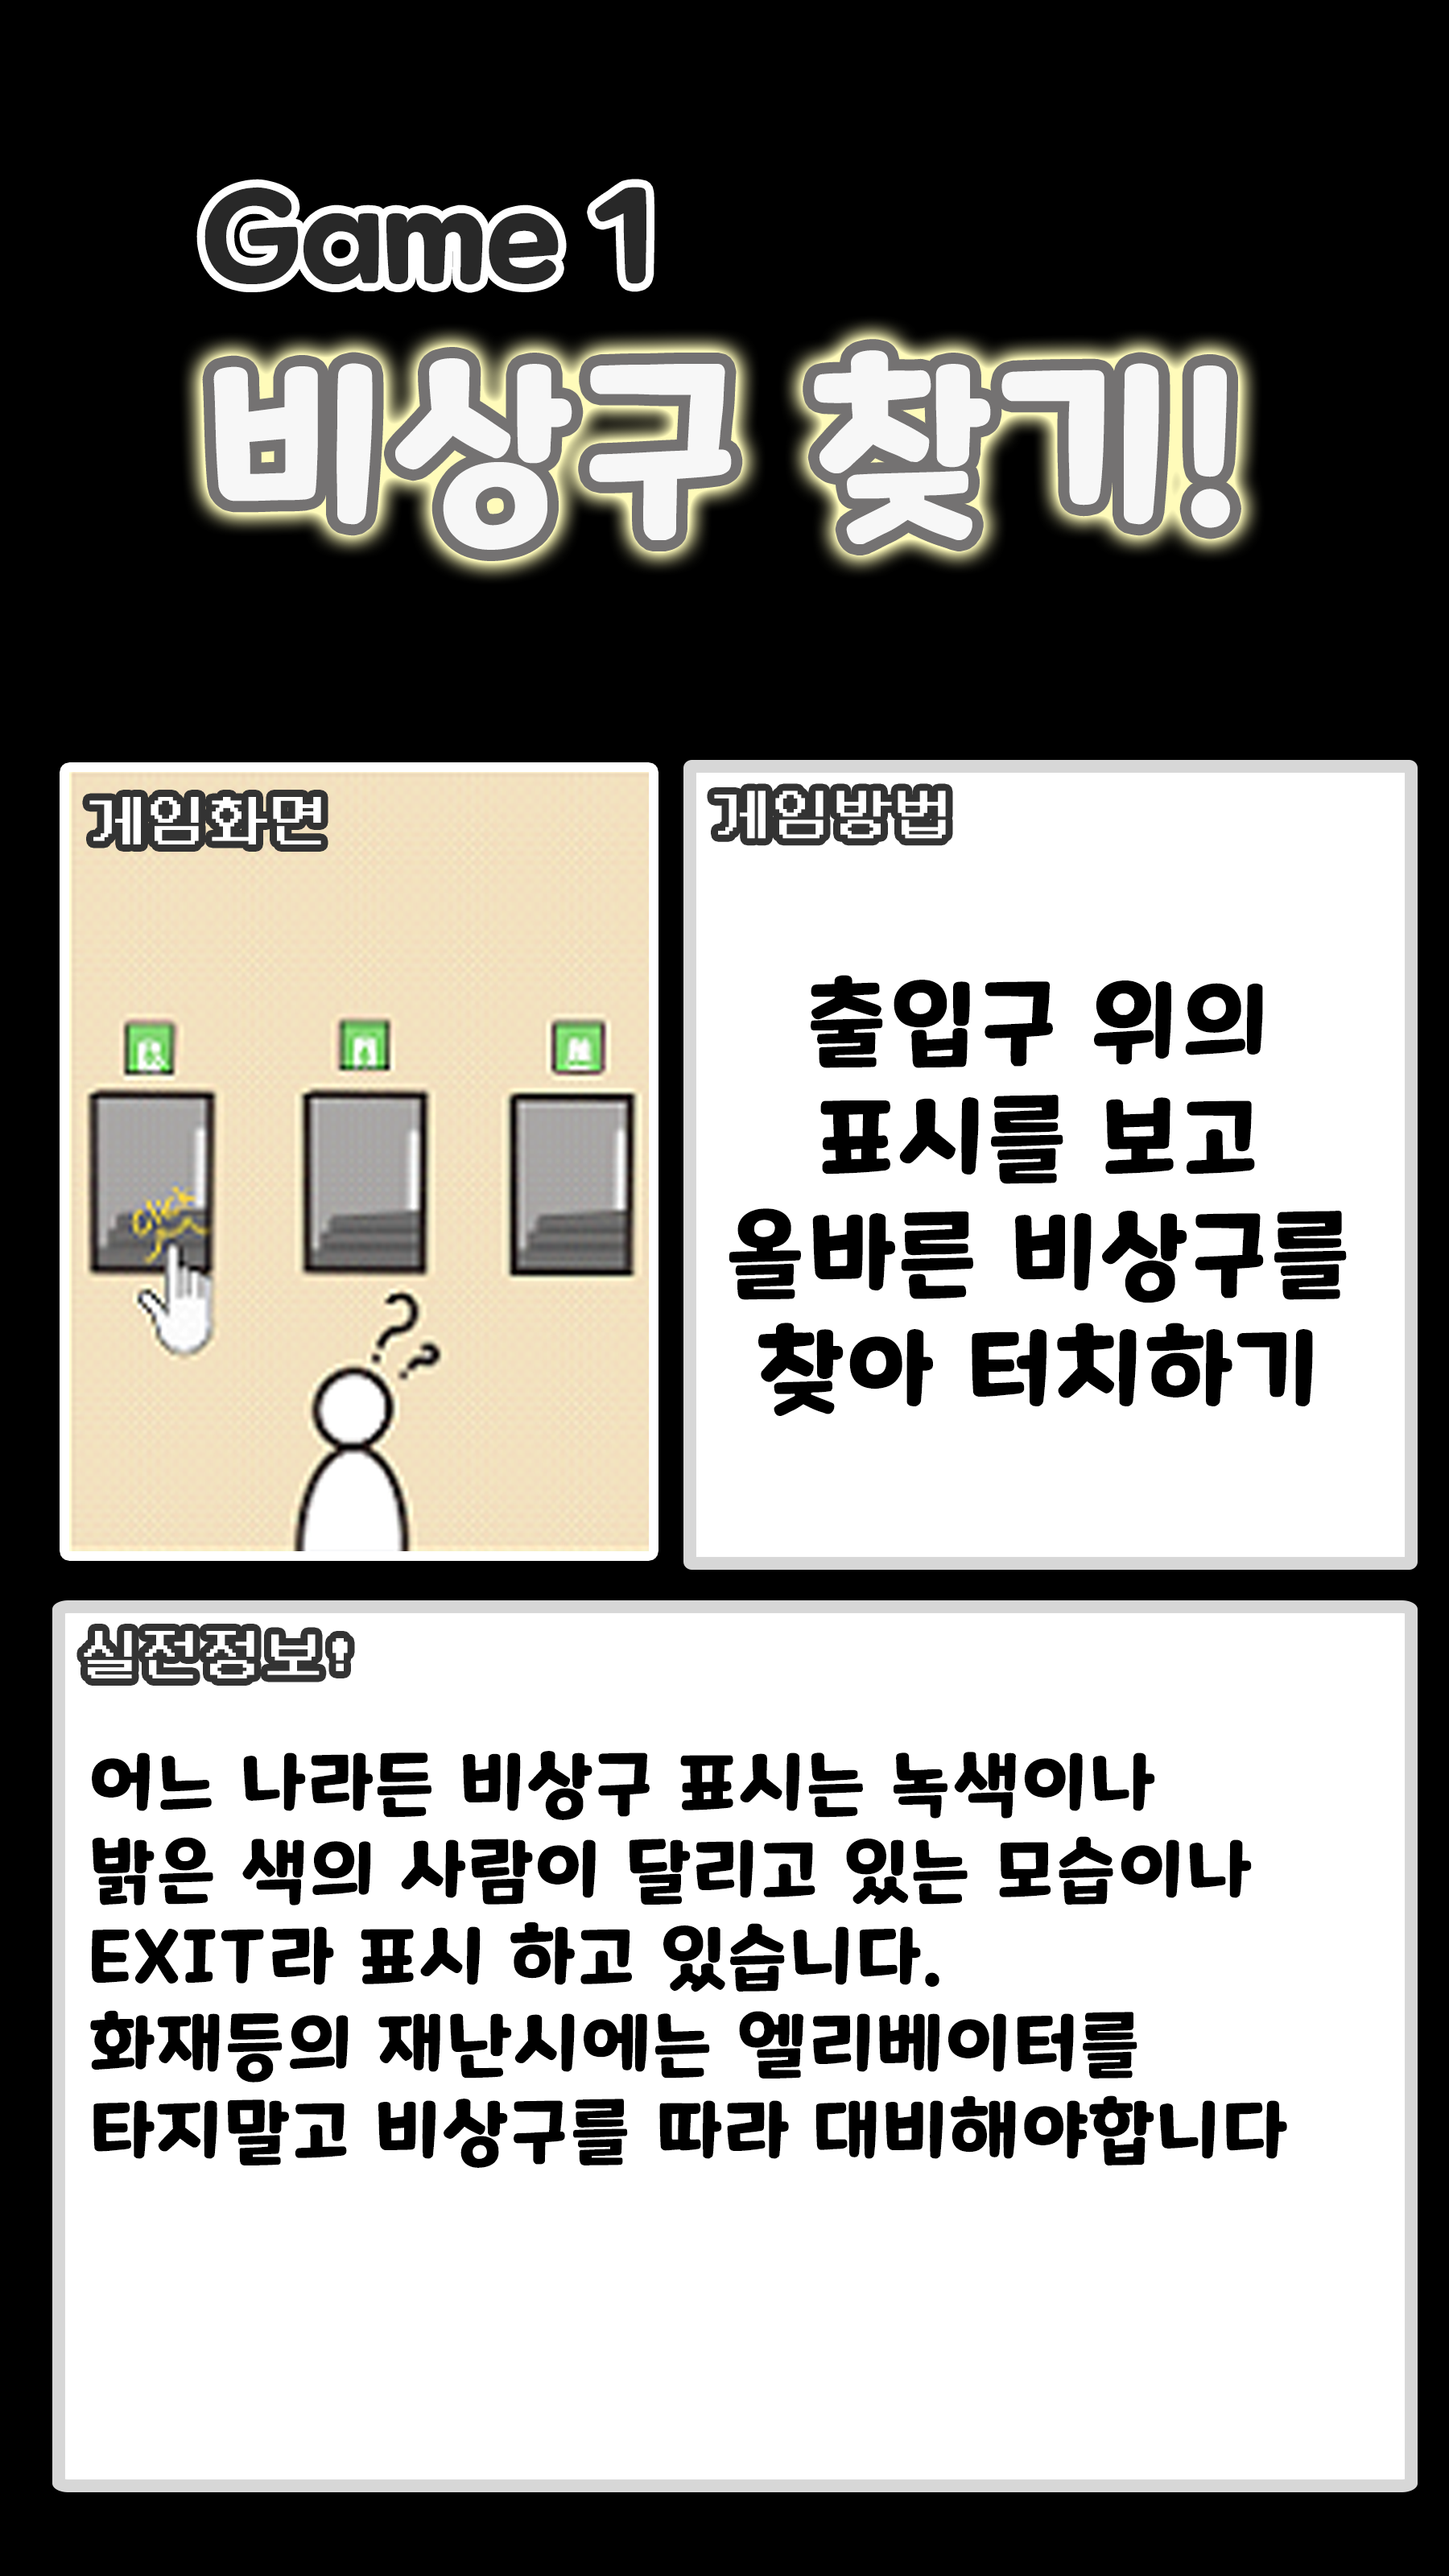 Game 1
비상구 찾기!
게임화면
게임방법
출입구 위의
표시를 보고
올바른 비상구를
찾아 터치하기
??
실전정보!
어느 나라든 비상구 표시는 녹색이나
밝은 색의 사람이 달리고 있는 모습이나
EXIT라 표시 하고 있습니다.
화재등의 재난시에는 엘리베이터를
타지말고 비상구를 따라 대비해야합니다